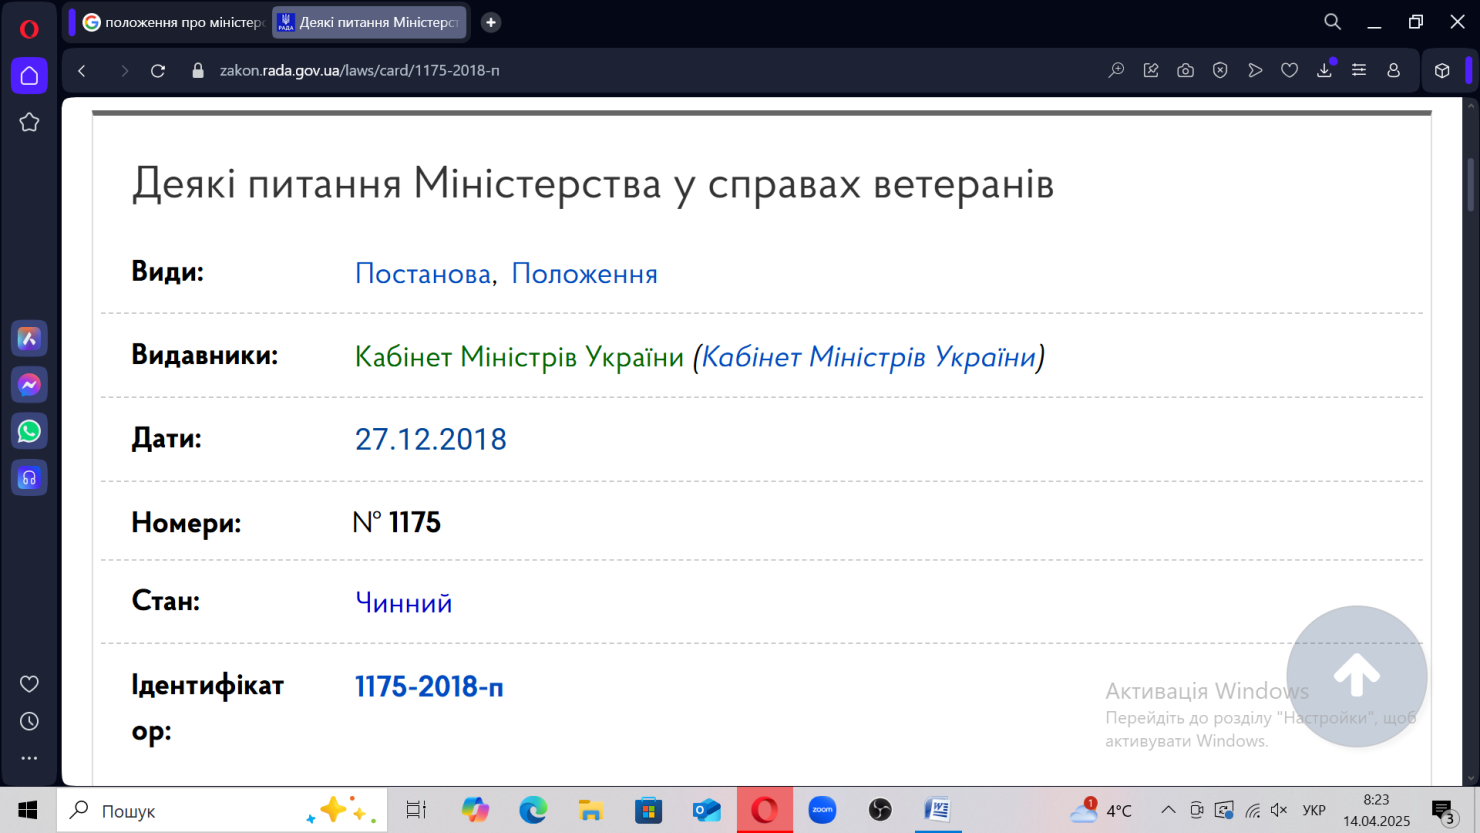 положення про міністерс
Деякі питання Міністерст
zakon.rada.gov.ua/laws/card/1175-2018-п
Деякі питання Міністерства у справах ветеранів
Види: Постанова, Положення
Видавники: Кабінет Міністрів України (Кабінет Міністрів України)
Дати: 27.12.2018
Номери: № 1175
Стан: Чинний
Ідентифікат
ор: 1175-2018-п
Активація Windows
Перейдіть до розділу "Настройки", щоб
активувати Windows.
Пошук
zoom
1
4°C
УКР
8:23
14.04.2025
3